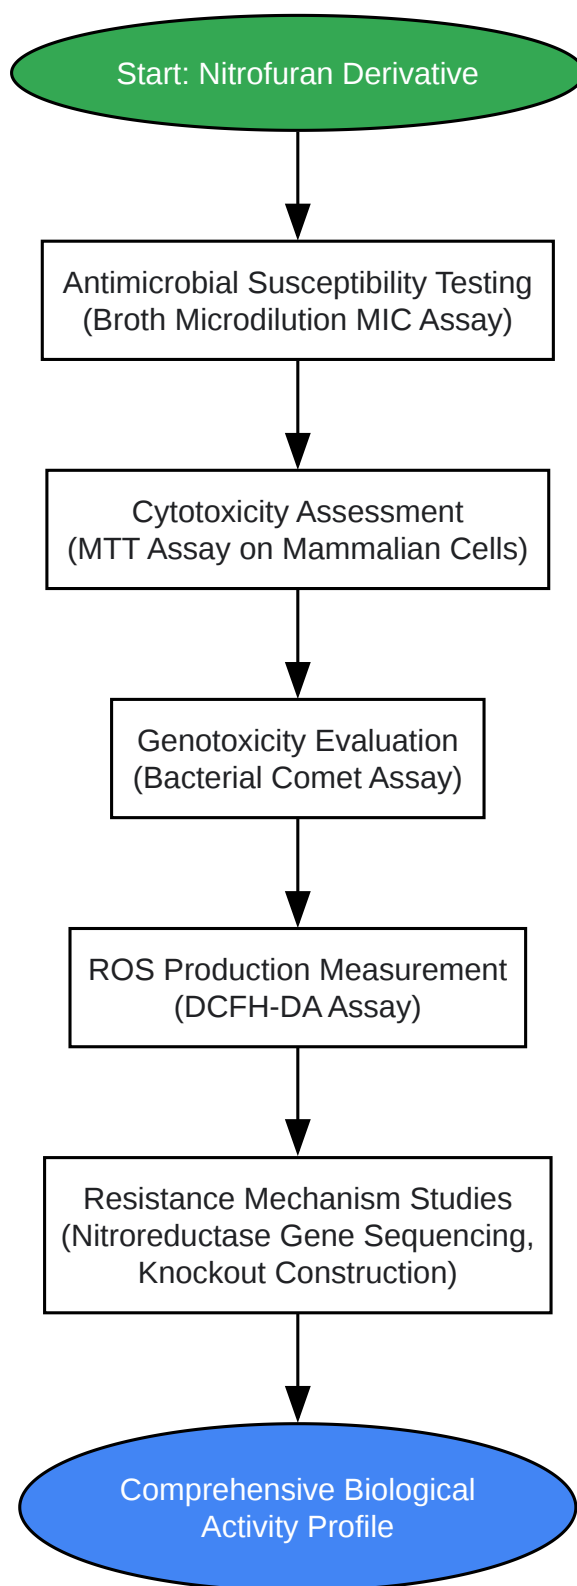 Start: Nitrofuran Derivative
Antimicrobial Susceptibility Testing
(Broth Microdilution MIC Assay)
Cytotoxicity Assessment
(MTT Assay on Mammalian Cells)
Genotoxicity Evaluation
(Bacterial Comet Assay)
ROS Production Measurement
(DCFH-DA Assay)
Resistance Mechanism Studies
(Nitroreductase Gene Sequencing,
Knockout Construction)
Comprehensive Biological
Activity Profile